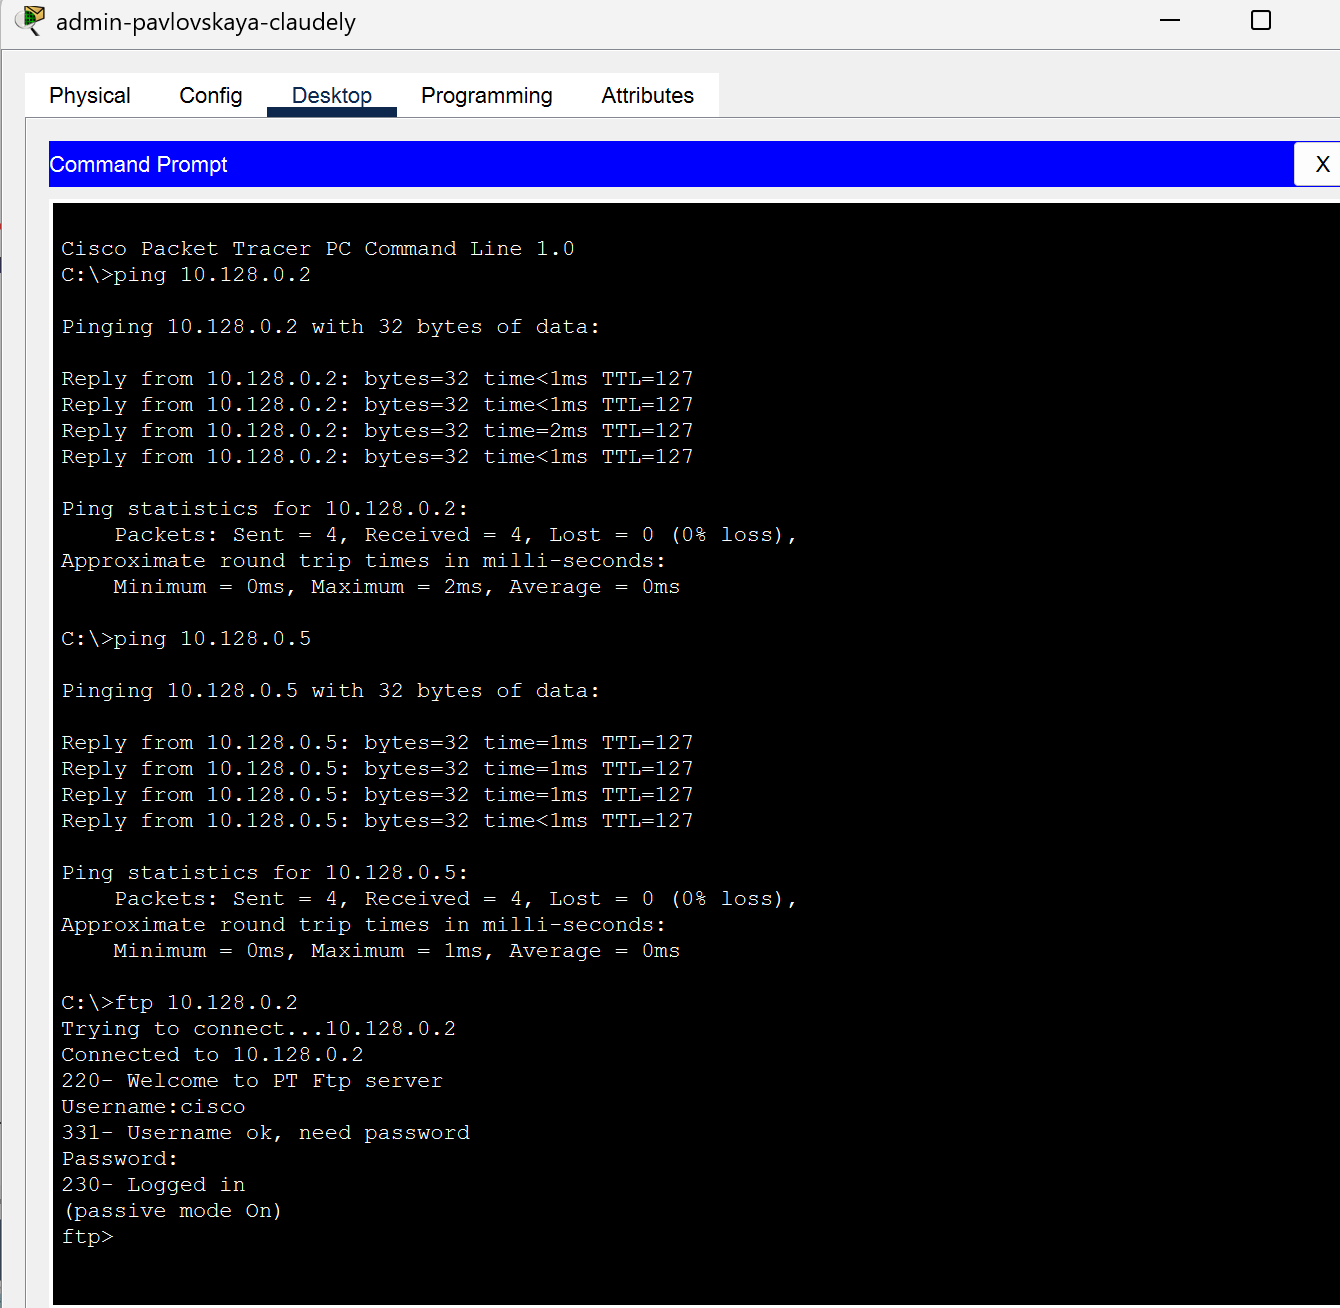 admin-pavlovskaya-claudely
Physical Config Desktop Programming Attributes
Command Prompt X
Cisco Packet Tracer PC Command Line 1.0
C:\>ping 10.128.0.2
Pinging 10.128.0.2 with 32 bytes of data:
Reply from 10.128.0.2: bytes=32 time<1ms TTL=127
Reply from 10.128.0.2: bytes=32 time<1ms TTL=127
Reply from 10.128.0.2: bytes=32 time=2ms TTL=127
Reply from 10.128.0.2: bytes=32 time<1ms TTL=127
Ping statistics for 10.128.0.2:
    Packets: Sent = 4, Received = 4, Lost = 0 (0% loss),
Approximate round trip times in milli-seconds:
    Minimum = 0ms, Maximum = 2ms, Average = 0ms
C:\>ping 10.128.0.5
Pinging 10.128.0.5 with 32 bytes of data:
Reply from 10.128.0.5: bytes=32 time=1ms TTL=127
Reply from 10.128.0.5: bytes=32 time=1ms TTL=127
Reply from 10.128.0.5: bytes=32 time=1ms TTL=127
Reply from 10.128.0.5: bytes=32 time<1ms TTL=127
Ping statistics for 10.128.0.5:
    Packets: Sent = 4, Received = 4, Lost = 0 (0% loss),
Approximate round trip times in milli-seconds:
    Minimum = 0ms, Maximum = 1ms, Average = 0ms
C:\>ftp 10.128.0.2
Trying to connect...10.128.0.2
Connected to 10.128.0.2
220- Welcome to PT Ftp server
Username:cisco
331- Username ok, need password
Password:
230- Logged in
(passive mode On)
ftp>